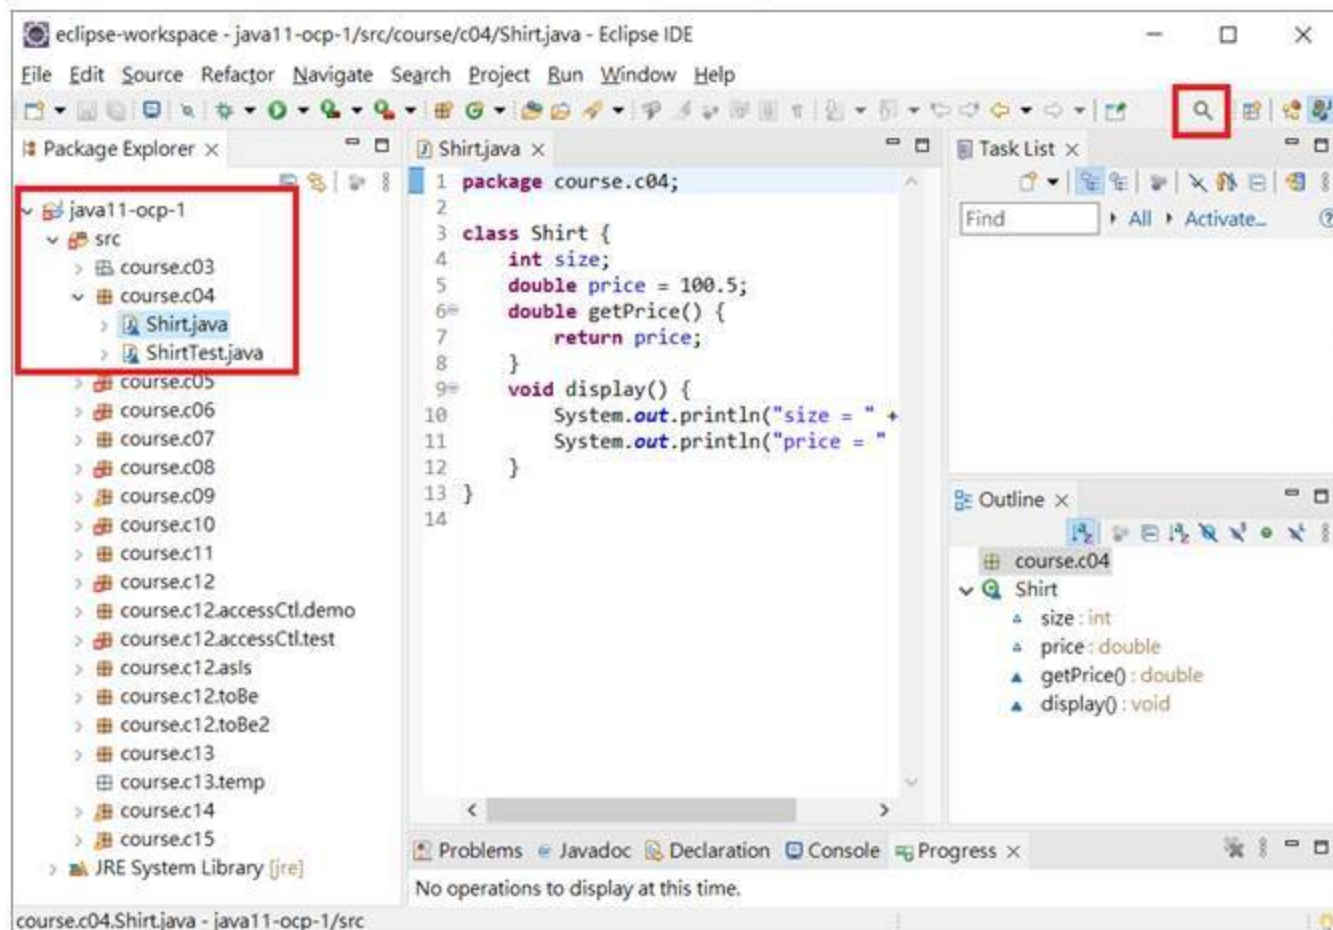 eclipse-workspace - java11-ocp-1/src/course/c04/Shirt.java - Eclipse IDE
File Edit Source Refactor Navigate Search Project Run Window Help
Package Explorer
java11-ocp-1
src
course.c03
course.c04
Shirt.java
ShirtTest.java
course.c05
course.c06
course.c07
course.c08
course.c09
course.c10
course.c11
course.c12
course.c12.accessCtl.demo
course.c12.accessCtl.test
course.c12.asIs
course.c12.toBe
course.c12.toBe2
course.c13
course.c13.temp
course.c14
course.c15
JRE System Library [jre]
Shirt.java
1 package course.c04;
2
3 class Shirt {
4 int size;
5 double price = 100.5;
6 double getPrice() {
7 return price;
8 }
9 void display() {
10 System.out.println("size = " +
11 System.out.println("price = "
12 }
13 }
14
Task List
Find All Activate...
Outline
course.c04
Shirt
size : int
price : double
getPrice() : double
display() : void
Problems Javadoc Declaration Console Progress
No operations to display at this time.
course.c04.Shirt.java - java11-ocp-1/src